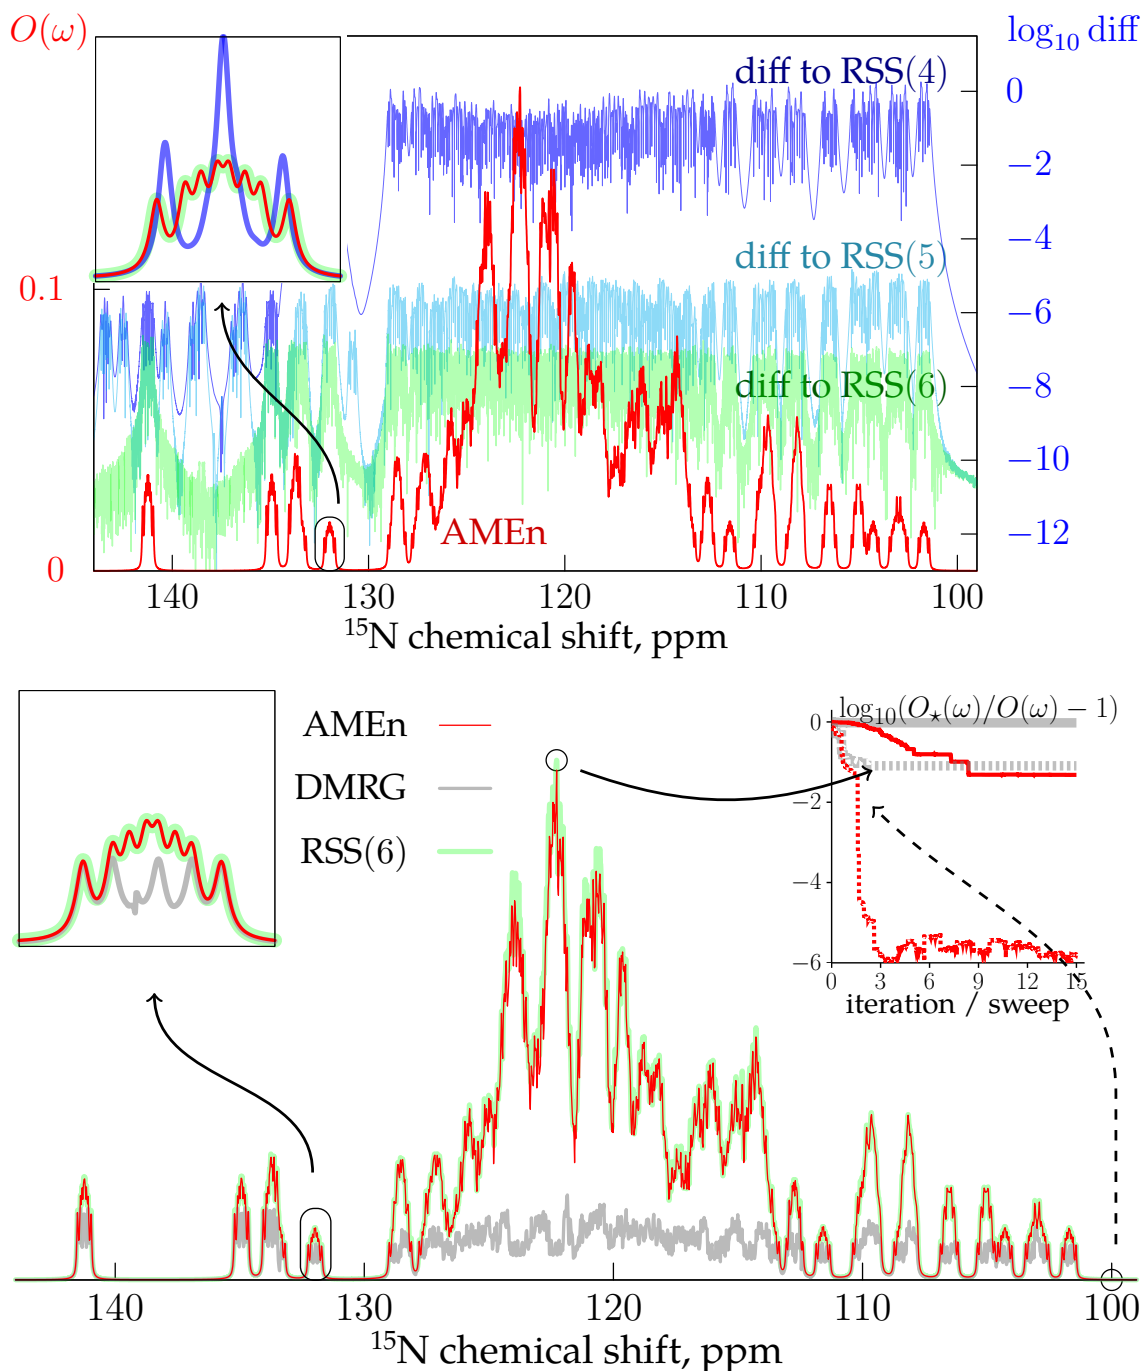 O(ω)
log₁₀ diff
diff to RSS(4)
0
−2
−4
diff to RSS(5)
0.1
−6
−8
diff to RSS(6)
−10
AMEn
−12
0
140 130 120 110 100
¹⁵N chemical shift, ppm
AMEn
DMRG
RSS(6)
log₁₀(O⋆(ω)/O(ω) − 1)
0
−2
−4
−6
0 3 6 9 12 15
iteration / sweep
140 130 120 110 100
¹⁵N chemical shift, ppm